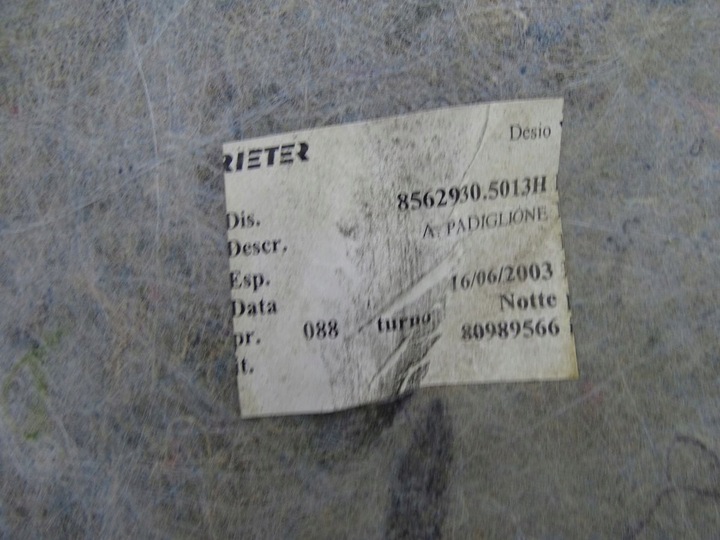 RIETER Desio
Dis. 8562930.5013H
Descr. A. PADIGLIONE
Esp.
Data 16/06/2003
pr. 088 turno Notte
t. 80989566